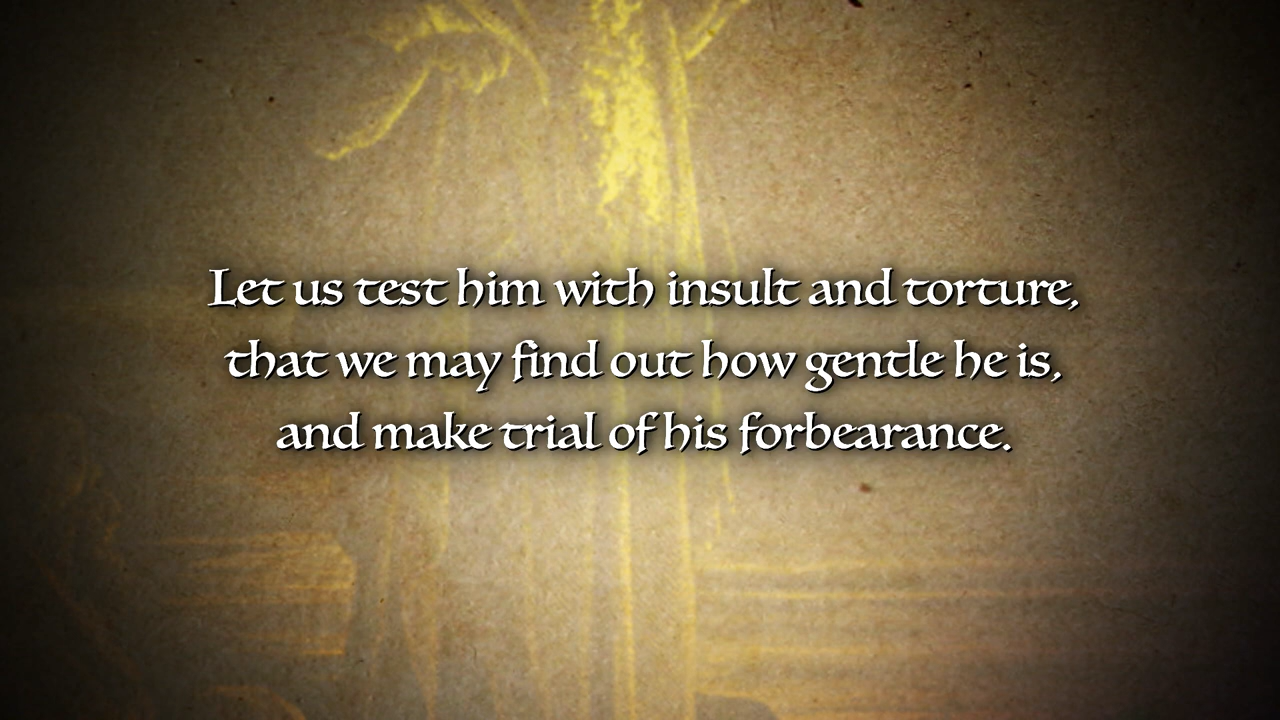 Let us test him with insult and torture,
that we may find out how gentle he is,
and make trial of his forbearance.